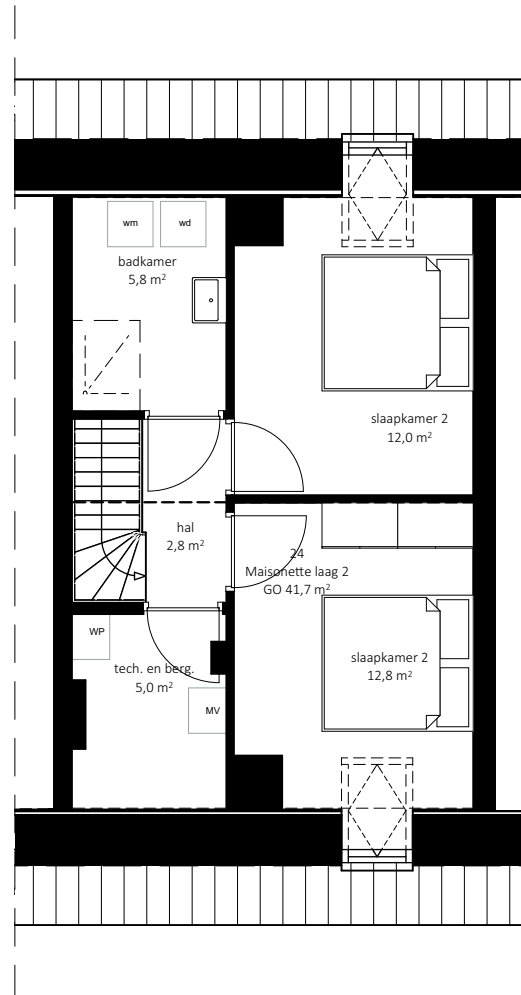 wm
wd
badkamer
5,8 m²
slaapkamer 2
12,0 m²
hal
2,8 m²
24
Maisonette laag 2
GO 41,7 m²
WP
tech. en berg.
5,0 m²
slaapkamer 2
12,8 m²
MV